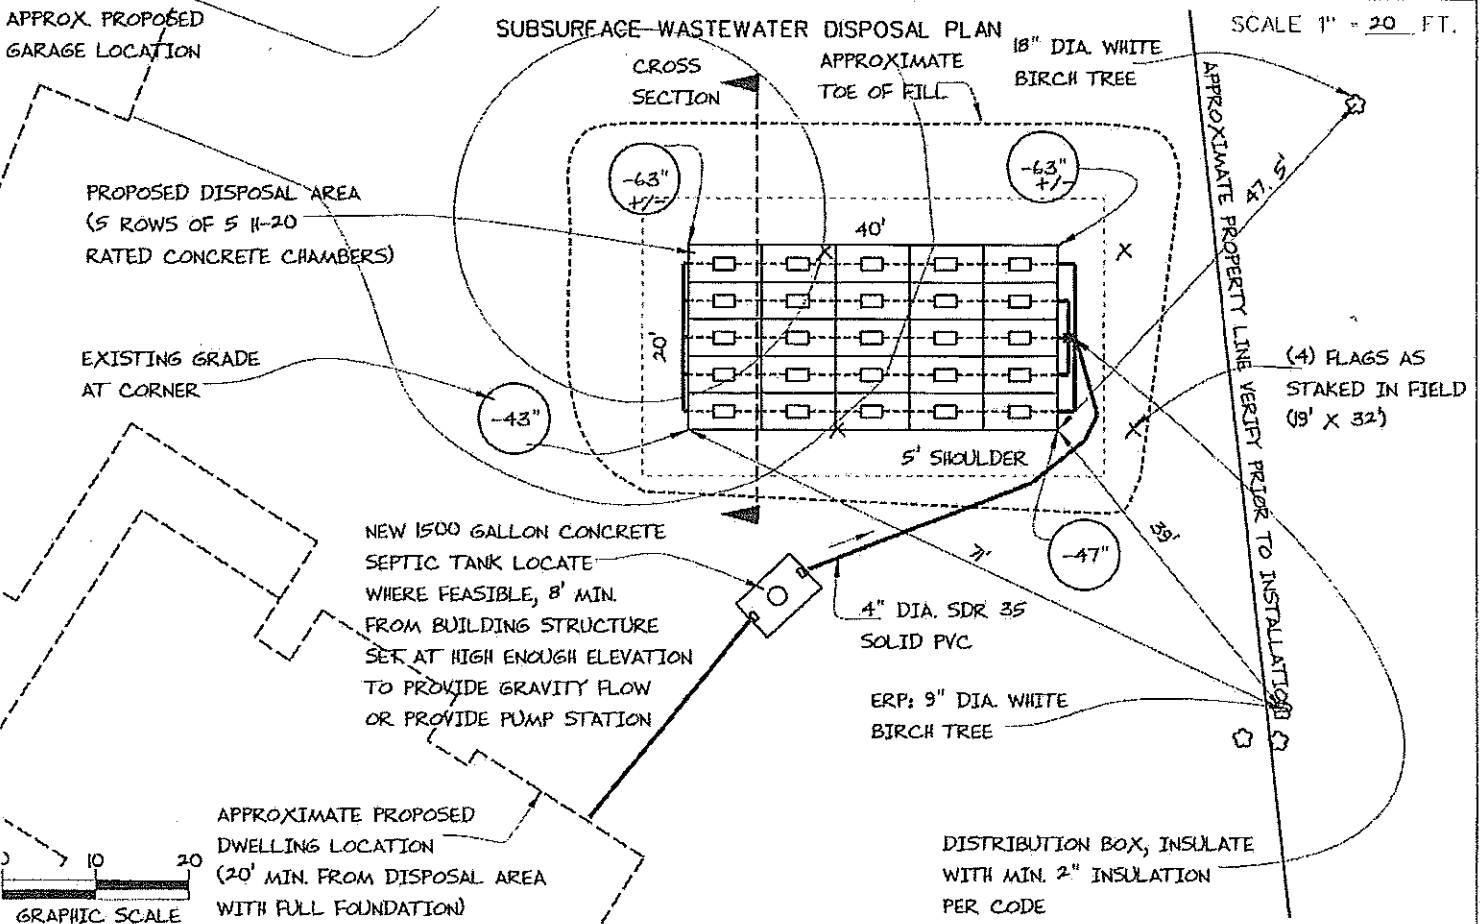 APPROX. PROPOSED
GARAGE LOCATION
SUBSURFACE WASTEWATER DISPOSAL PLAN
SCALE 1" = 20 FT.
CROSS
SECTION
APPROXIMATE
TOE OF FILL
18" DIA. WHITE
BIRCH TREE
-63"
+/-
-63"
+/-
47.5'
PROPOSED DISPOSAL AREA
(5 ROWS OF 5 H-20
RATED CONCRETE CHAMBERS)
40'
20'
APPROXIMATE PROPERTY LINE VERIFY PRIOR TO INSTALLATION
EXISTING GRADE
AT CORNER
-43"
(4) FLAGS AS
STAKED IN FIELD
(19' X 32')
5' SHOULDER
NEW 1500 GALLON CONCRETE
SEPTIC TANK LOCATE
WHERE FEASIBLE, 8' MIN.
FROM BUILDING STRUCTURE
SET AT HIGH ENOUGH ELEVATION
TO PROVIDE GRAVITY FLOW
OR PROVIDE PUMP STATION
71'
39'
-47"
4" DIA. SDR 35
SOLID PVC
ERP: 9" DIA. WHITE
BIRCH TREE
APPROXIMATE PROPOSED
DWELLING LOCATION
(20' MIN. FROM DISPOSAL AREA
WITH FULL FOUNDATION)
DISTRIBUTION BOX, INSULATE
WITH MIN. 2" INSULATION
PER CODE
0 10 20
GRAPHIC SCALE